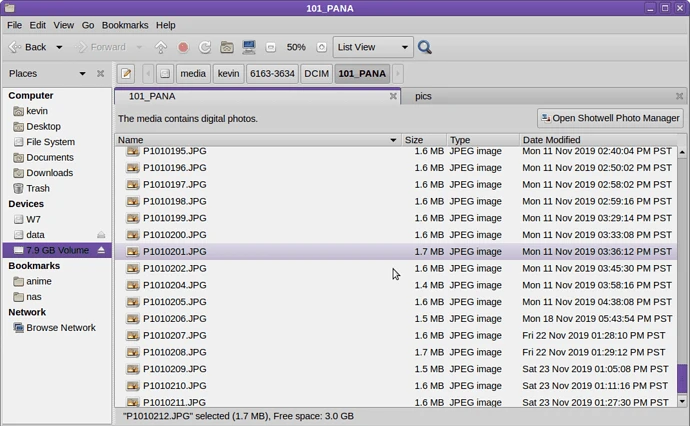 101_PANA
File Edit View Go Bookmarks Help
Back Forward 50% List View
Places media kevin 6163-3634 DCIM 101_PANA
101_PANA pics
Computer
kevin
Desktop
File System
Documents
Downloads
Trash
Devices
W7
data
7.9 GB Volume
Bookmarks
anime
nas
Network
Browse Network
The media contains digital photos. Open Shotwell Photo Manager
Name Size Type Date Modified
P1010195.JPG 1.6 MB JPEG image Mon 11 Nov 2019 02:40:04 PM PST
P1010196.JPG 1.6 MB JPEG image Mon 11 Nov 2019 02:50:02 PM PST
P1010197.JPG 1.6 MB JPEG image Mon 11 Nov 2019 02:58:02 PM PST
P1010198.JPG 1.6 MB JPEG image Mon 11 Nov 2019 02:59:16 PM PST
P1010199.JPG 1.6 MB JPEG image Mon 11 Nov 2019 03:29:14 PM PST
P1010200.JPG 1.6 MB JPEG image Mon 11 Nov 2019 03:33:08 PM PST
P1010201.JPG 1.7 MB JPEG image Mon 11 Nov 2019 03:36:12 PM PST
P1010202.JPG 1.6 MB JPEG image Mon 11 Nov 2019 03:45:30 PM PST
P1010204.JPG 1.4 MB JPEG image Mon 11 Nov 2019 03:58:16 PM PST
P1010205.JPG 1.6 MB JPEG image Mon 11 Nov 2019 04:38:08 PM PST
P1010206.JPG 1.5 MB JPEG image Mon 18 Nov 2019 05:43:54 PM PST
P1010207.JPG 1.6 MB JPEG image Fri 22 Nov 2019 01:28:10 PM PST
P1010208.JPG 1.7 MB JPEG image Fri 22 Nov 2019 01:29:12 PM PST
P1010209.JPG 1.5 MB JPEG image Sat 23 Nov 2019 01:05:08 PM PST
P1010210.JPG 1.6 MB JPEG image Sat 23 Nov 2019 01:11:16 PM PST
P1010211.JPG 1.6 MB JPEG image Sat 23 Nov 2019 01:27:30 PM PST
"P1010212.JPG" selected (1.7 MB), Free space: 3.0 GB